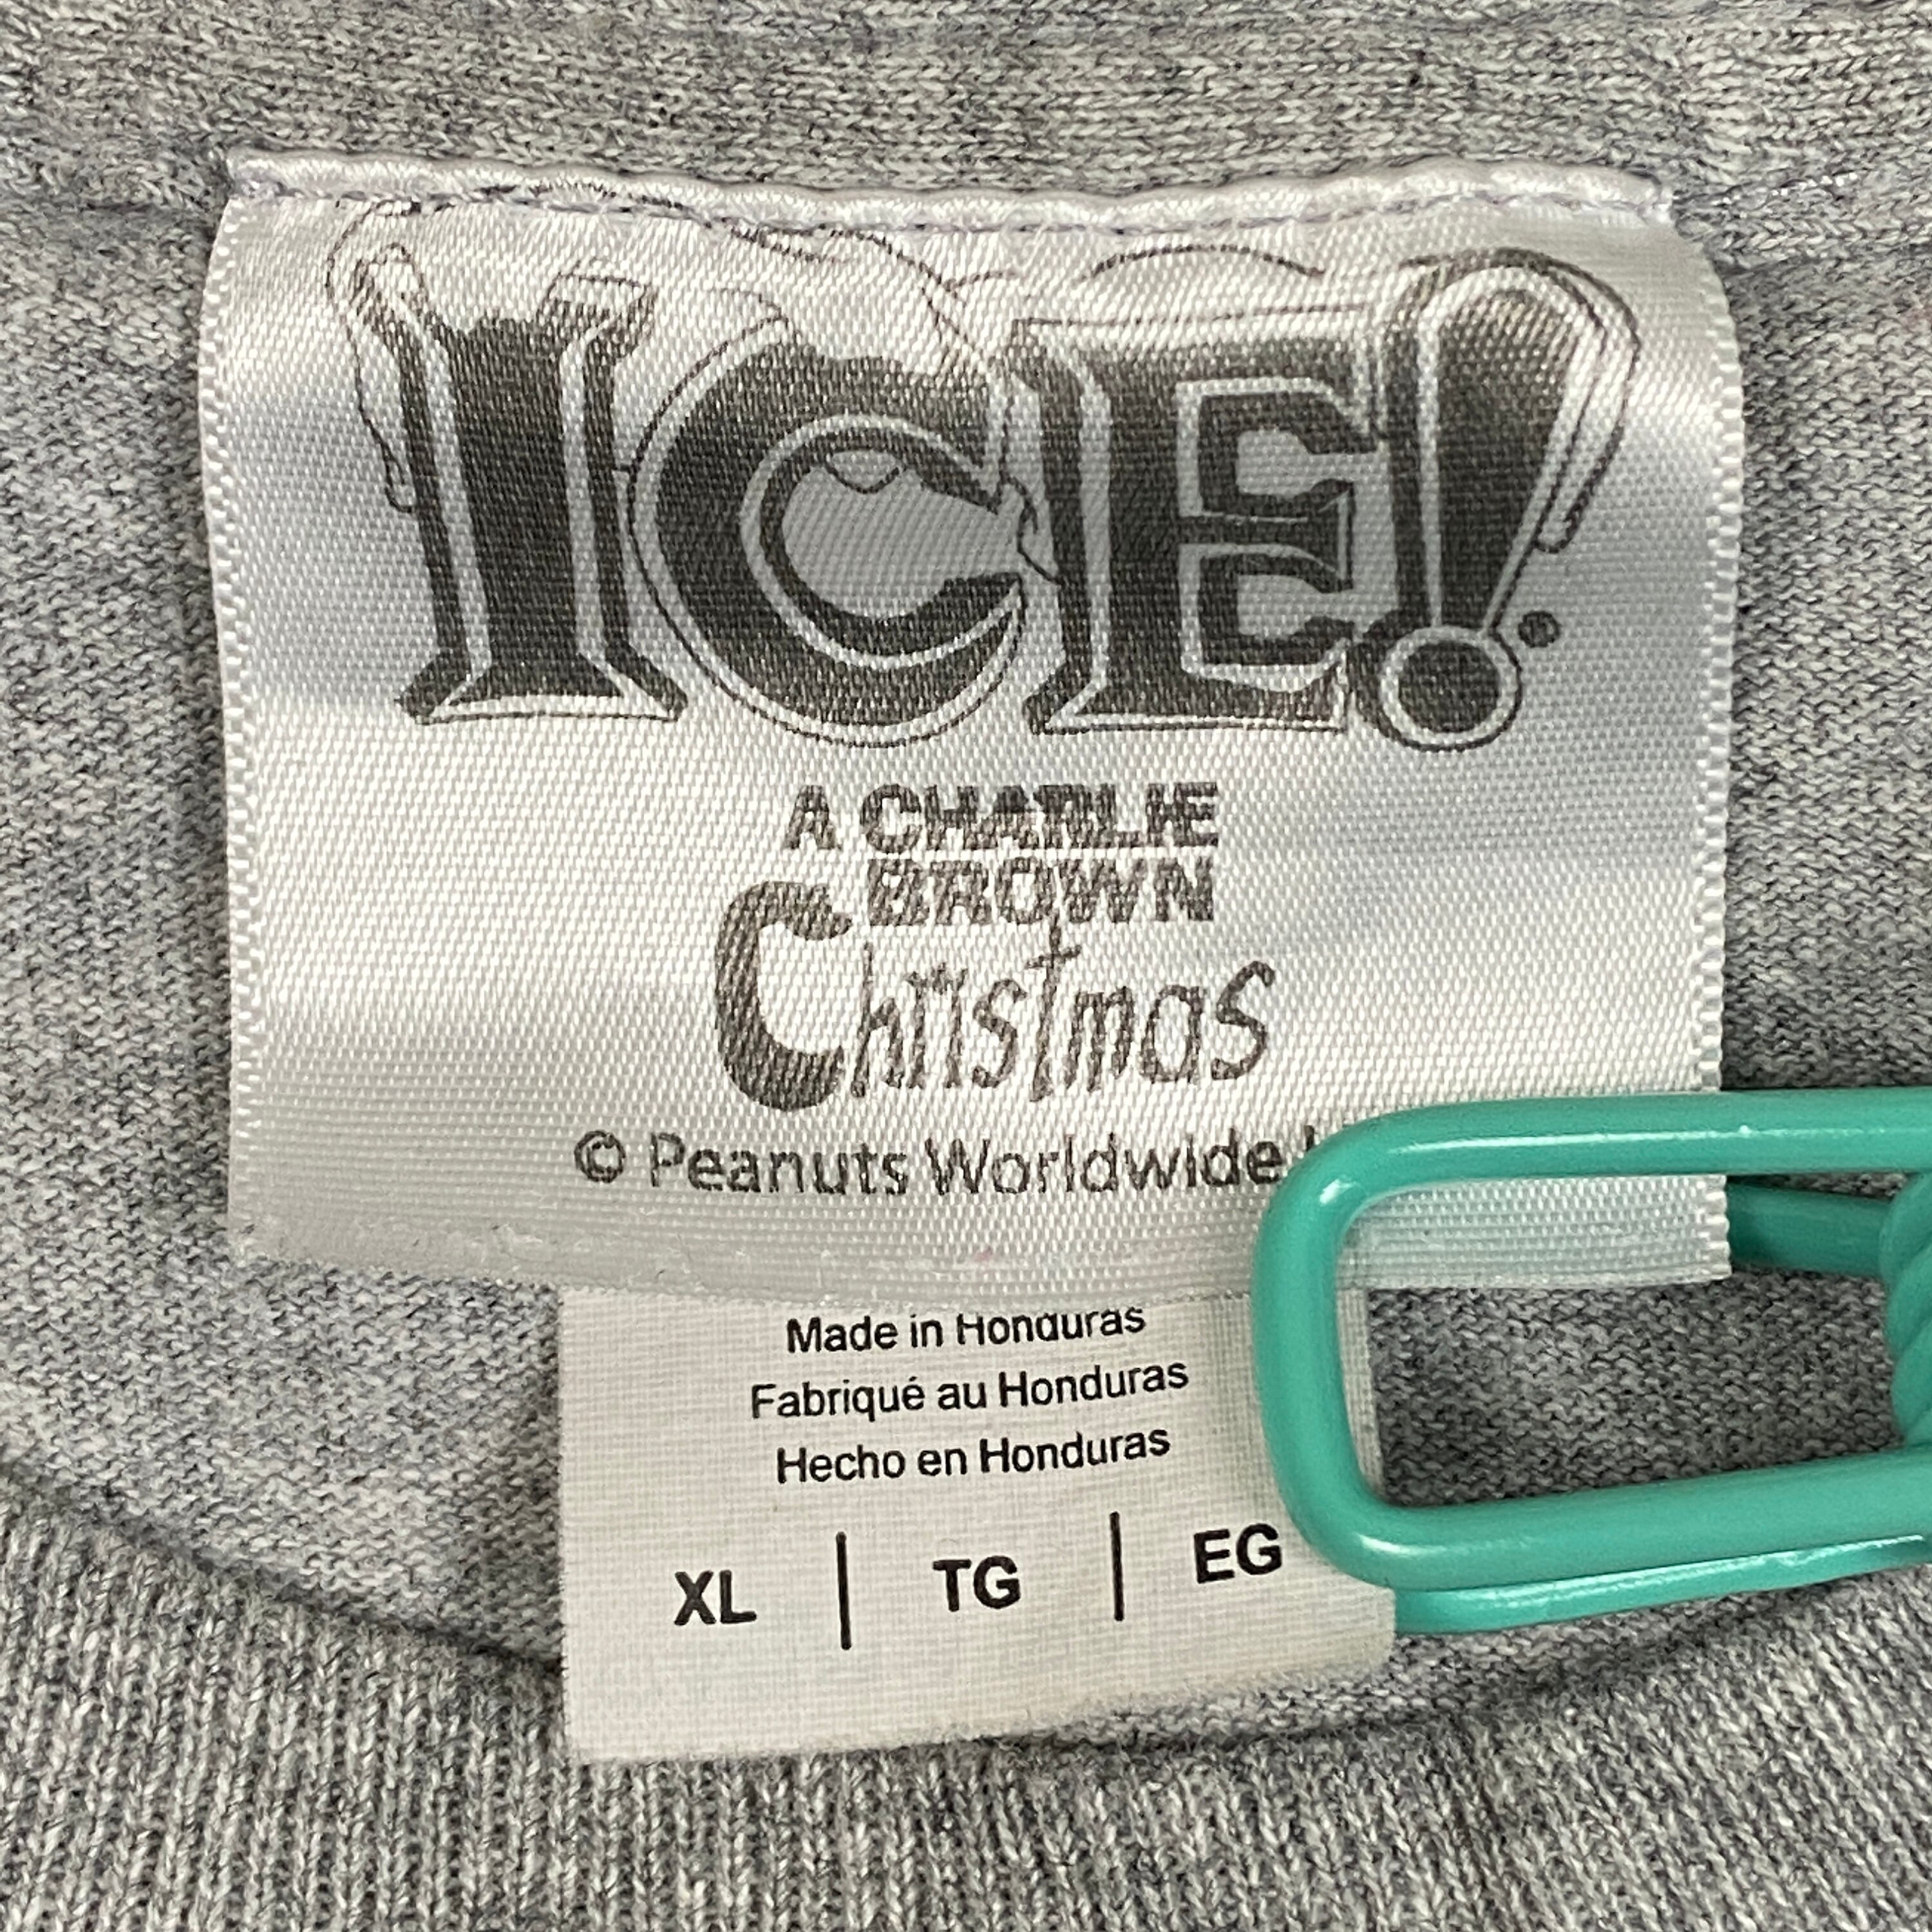 ICE!
A CHARLIE
BROWN
Christmas
© Peanuts Worldwide
Made in Honduras
Fabriqué au Honduras
Hecho en Honduras
XL | TG | EG